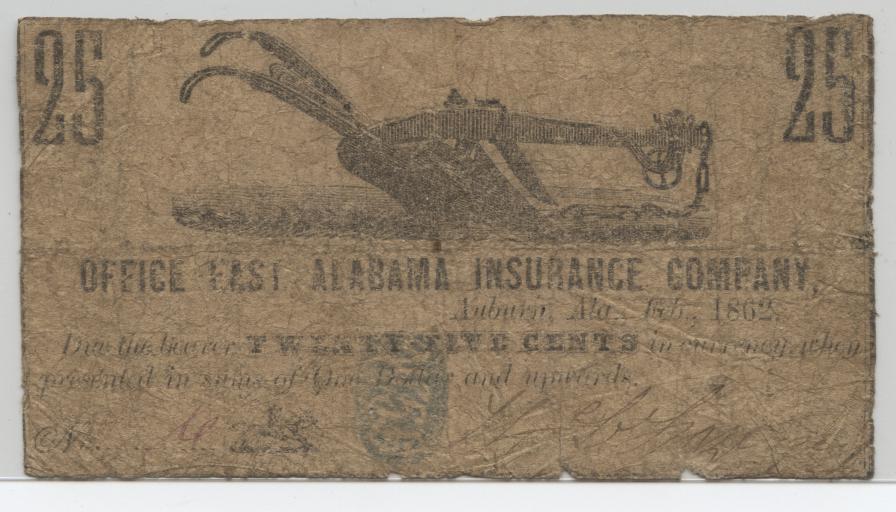 25 25
OFFICE EAST ALABAMA INSURANCE COMPANY,
Auburn, Ala., Feb., 1862.
Due the bearer TWENTY-FIVE CENTS in currency, when
presented in sums of One Dollar and upwards.
No.